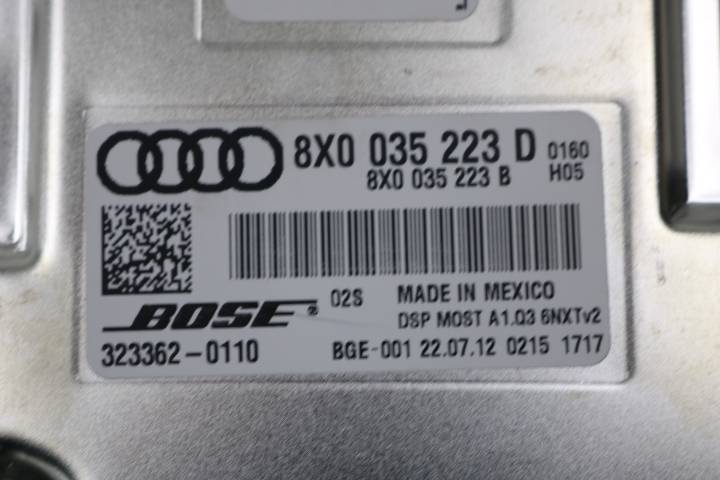 8X0 035 223 D 0160
8X0 035 223 B H05
BOSE® 02S MADE IN MEXICO
DSP MOST A1.Q3 6NXTv2
323362-0110 BGE-001 22.07.12 0215 1717